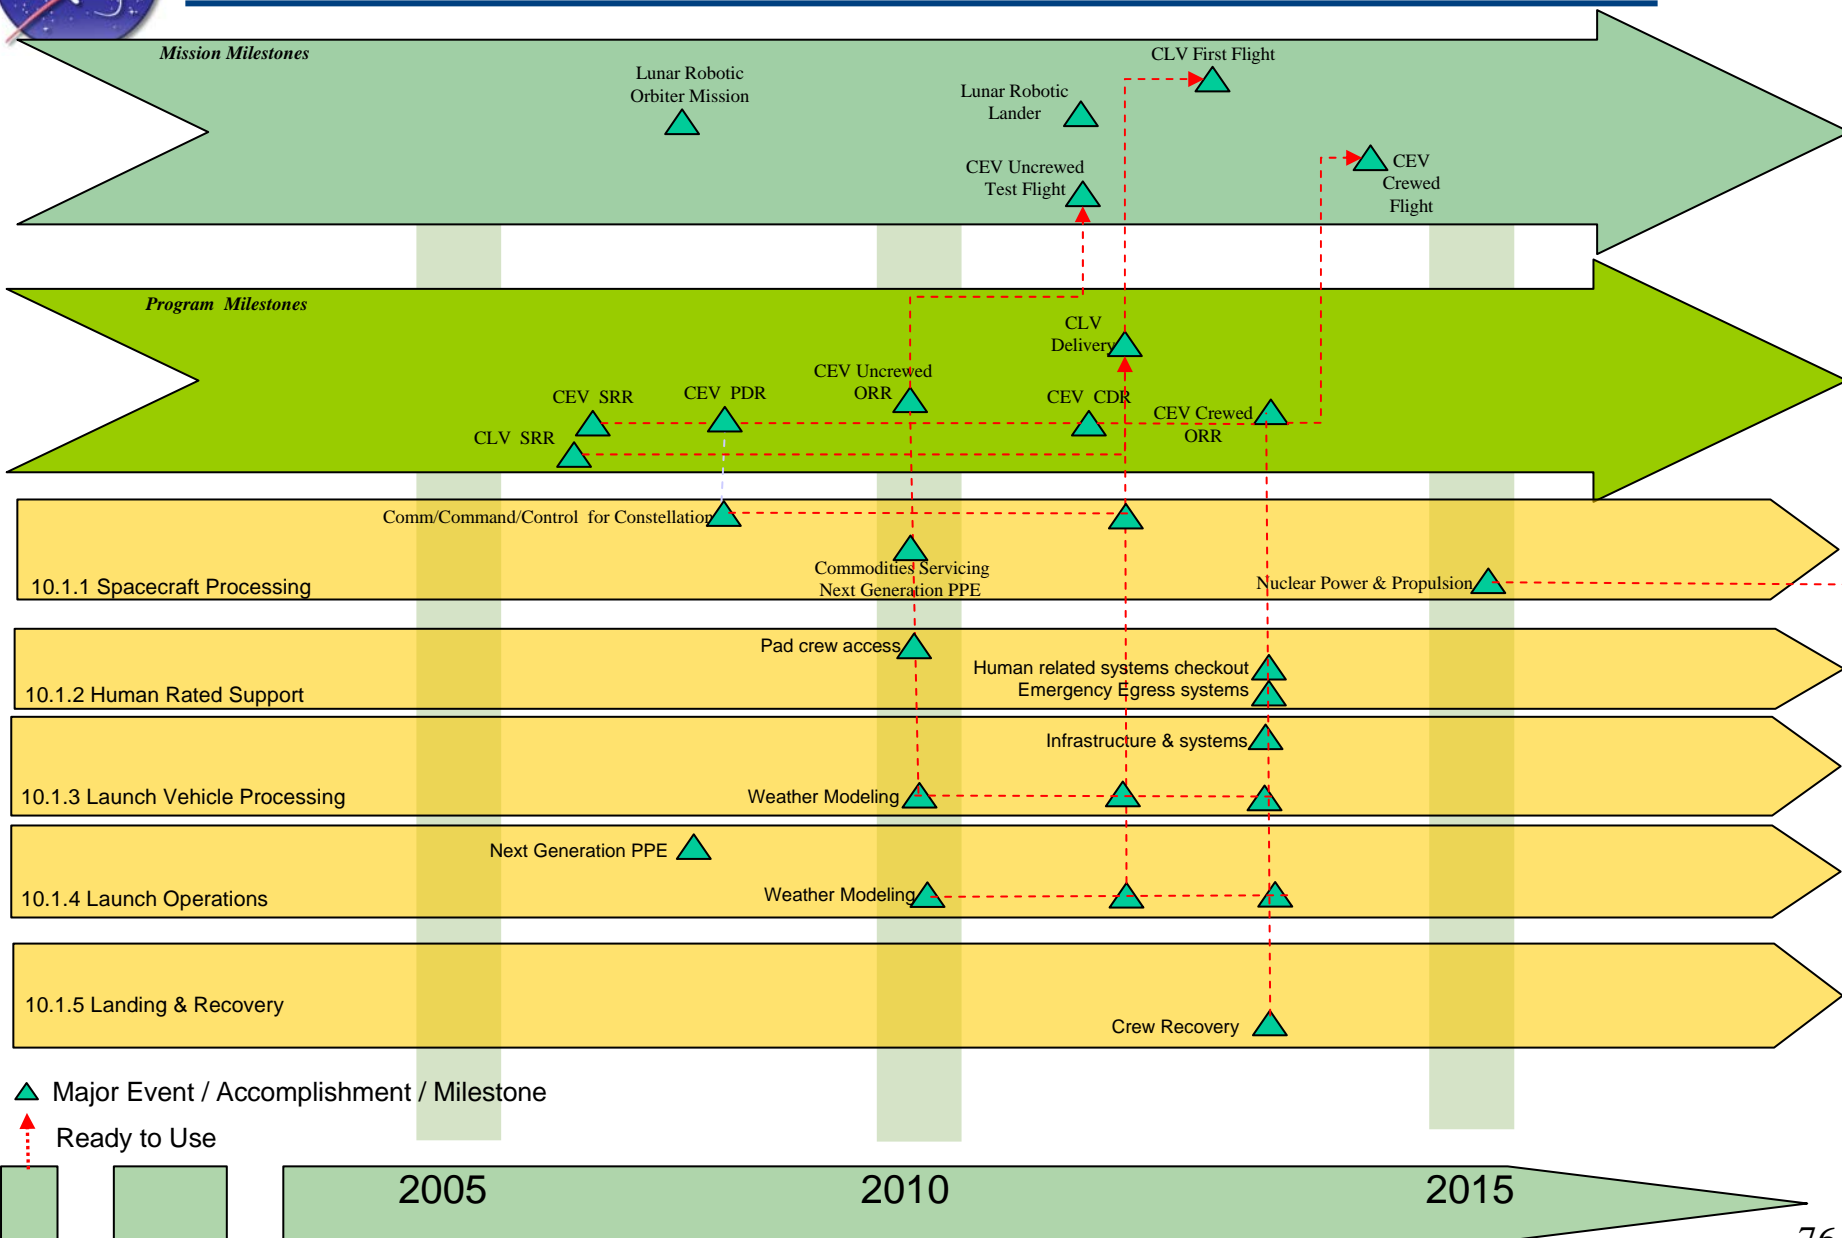 Mission Milestones
CLV First Flight
Lunar Robotic
Orbiter Mission
Lunar Robotic
Lander
CEV Uncrewed
Test Flight
CEV
Crewed
Flight
Program Milestones
CLV
Delivery
CEV Uncrewed
ORR
CEV SRR
CEV PDR
CEV CDR
CEV Crewed
ORR
CLV SRR
Comm/Command/Control for Constellation
Commodities Servicing
Next Generation PPE
Nuclear Power & Propulsion
10.1.1 Spacecraft Processing
Pad crew access
Human related systems checkout
Emergency Egress systems
10.1.2 Human Rated Support
Infrastructure & systems
10.1.3 Launch Vehicle Processing
Weather Modeling
Next Generation PPE
10.1.4 Launch Operations
Weather Modeling
10.1.5 Landing & Recovery
Crew Recovery
Major Event / Accomplishment / Milestone
Ready to Use
2005
2010
2015